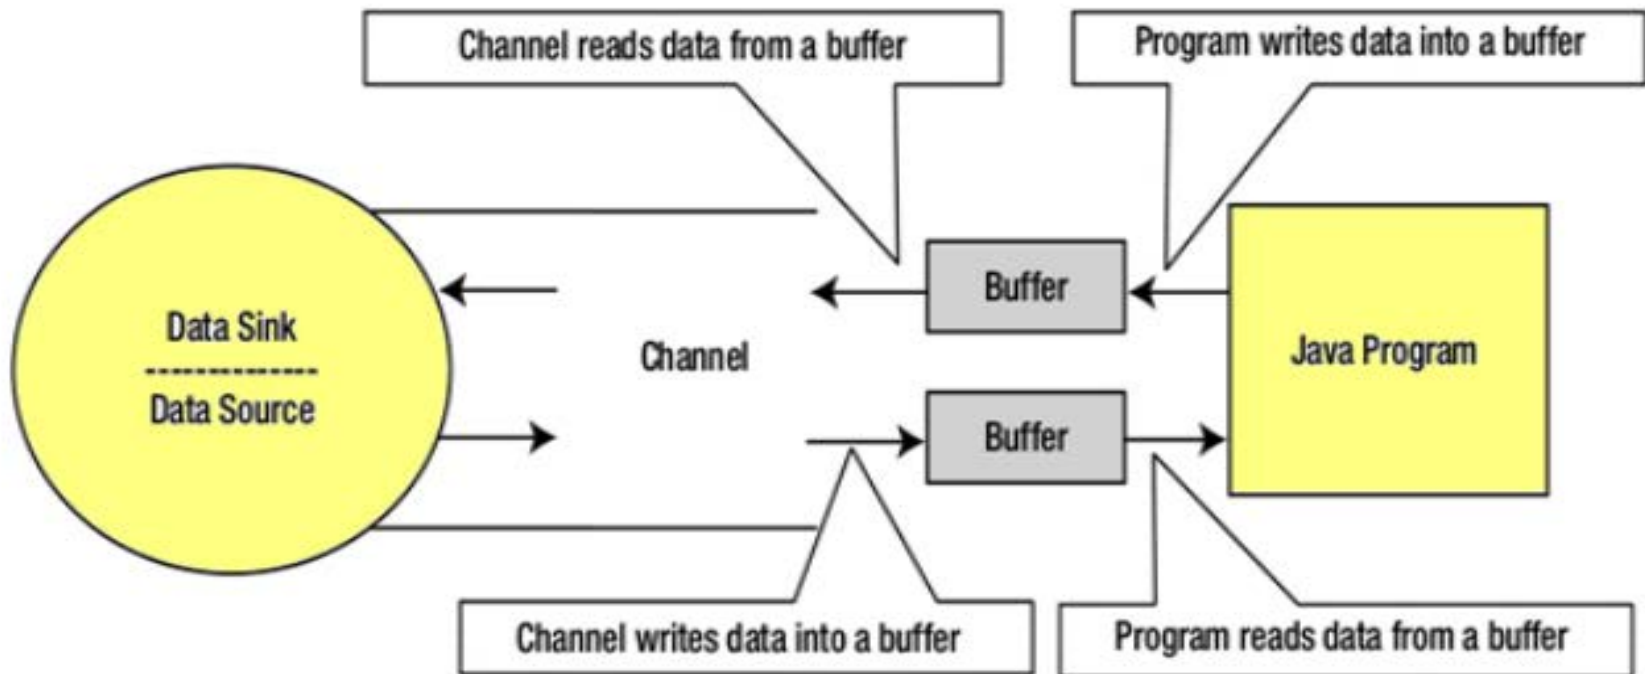 Channel reads data from a buffer
Program writes data into a buffer
Data Sink
Data Source
Channel
Buffer
Buffer
Java Program
Channel writes data into a buffer
Program reads data from a buffer